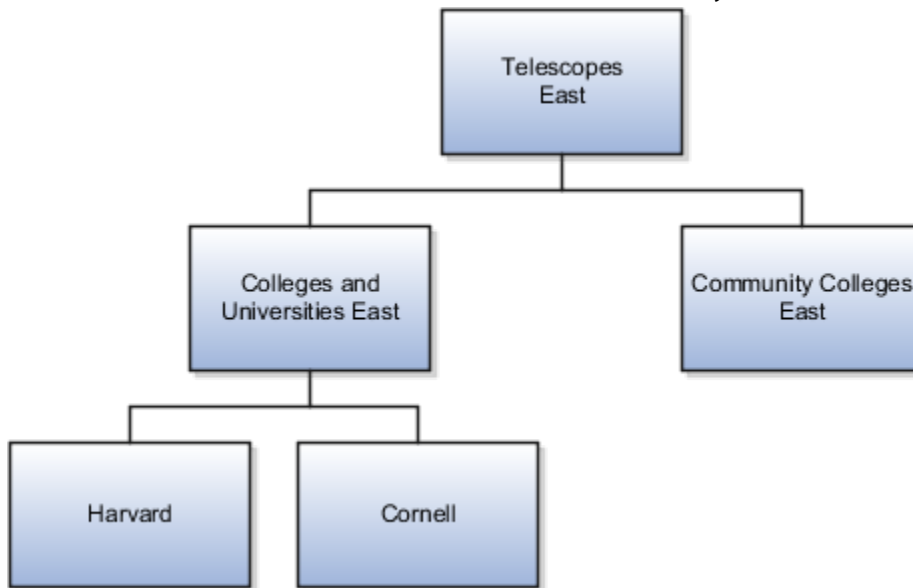 Telescopes
East
Colleges and
Universities East
Community Colleges
East
Harvard
Cornell